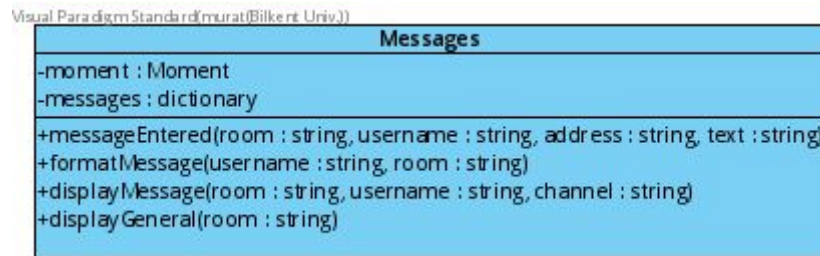 Visual Paradigm Standard(murat(Bilkent Univ.))
Messages
-moment : Moment
-messages : dictionary
+messageEntered(room : string, username : string, address : string, text : string)
+formatMessage(username : string, room : string)
+displayMessage(room : string, username : string, channel : string)
+displayGeneral(room : string)